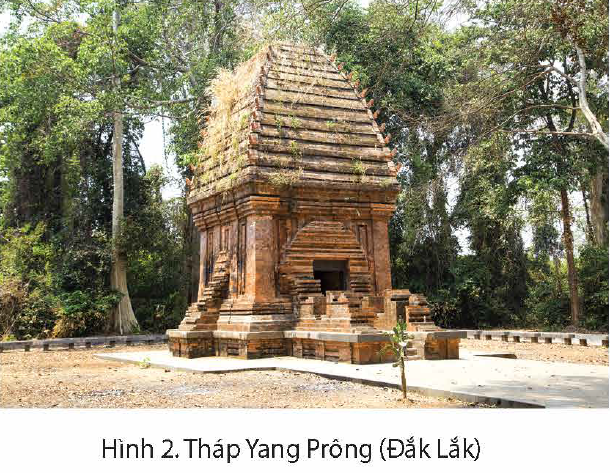 Hình 2. Tháp Yang Prông (Đắk Lắk)